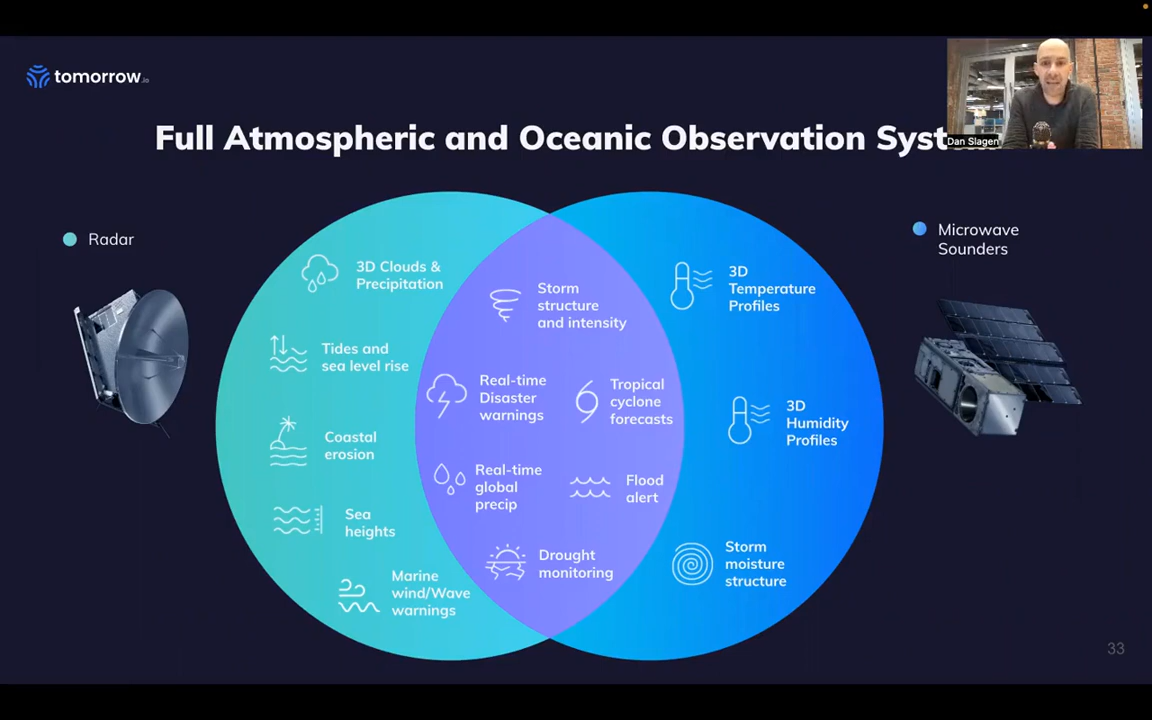 tomorrow.io
Full Atmospheric and Oceanic Observation Syst
Dan Slagen
Radar
Microwave
Sounders
3D Clouds &
Precipitation
Tides and
sea level rise
Coastal
erosion
Sea
heights
Marine
wind/Wave
warnings
Storm
structure
and intensity
Real-time
Disaster
warnings
Tropical
cyclone
forecasts
Real-time
global
precip
Flood
alert
Drought
monitoring
3D
Temperature
Profiles
3D
Humidity
Profiles
Storm
moisture
structure
33